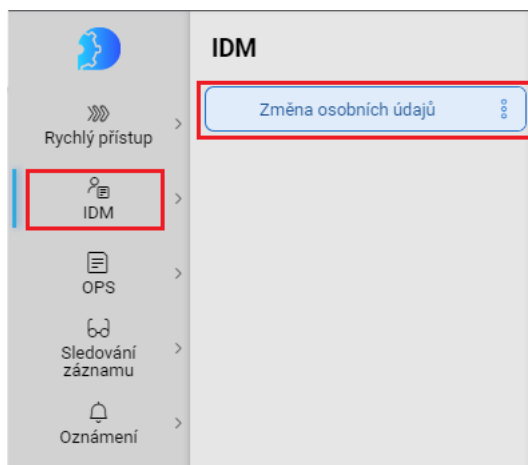 IDM
Změna osobních údajů
Rychlý přístup
IDM
OPS
Sledování
záznamu
Oznámení